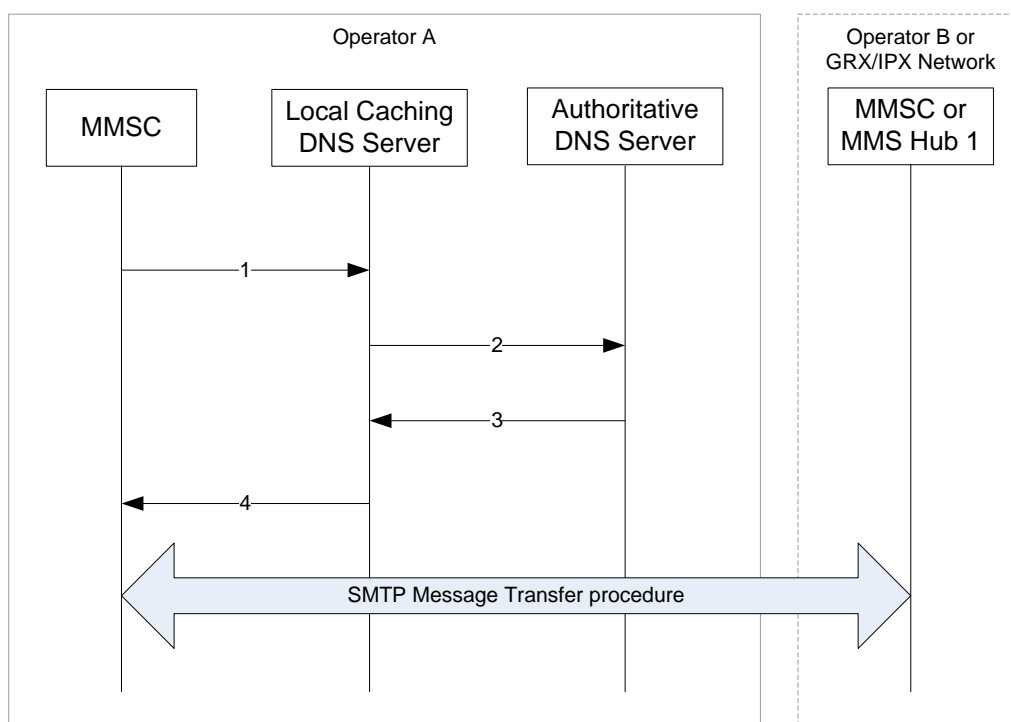 Operator A
Operator B or
GRX/IPX Network
MMSC
Local Caching
DNS Server
Authoritative
DNS Server
MMSC or
MMS Hub 1
1
2
3
4
SMTP Message Transfer procedure